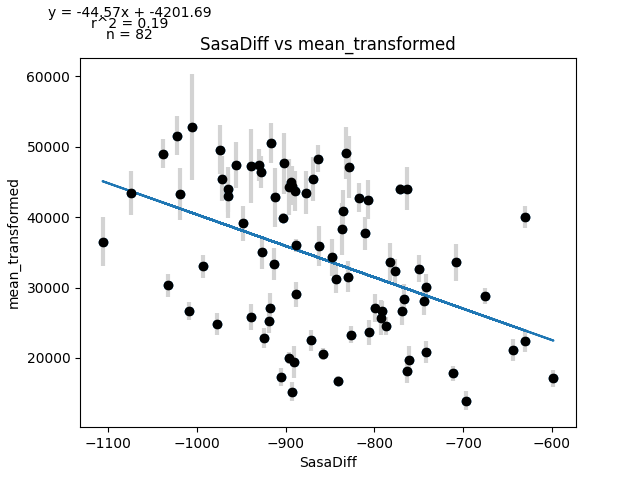 y = -44.57x + -4201.69
r^2 = 0.19
n = 82
SasaDiff vs mean_transformed
60000
50000
40000
30000
20000
mean_transformed
−1100 −1000 −900 −800 −700 −600
SasaDiff